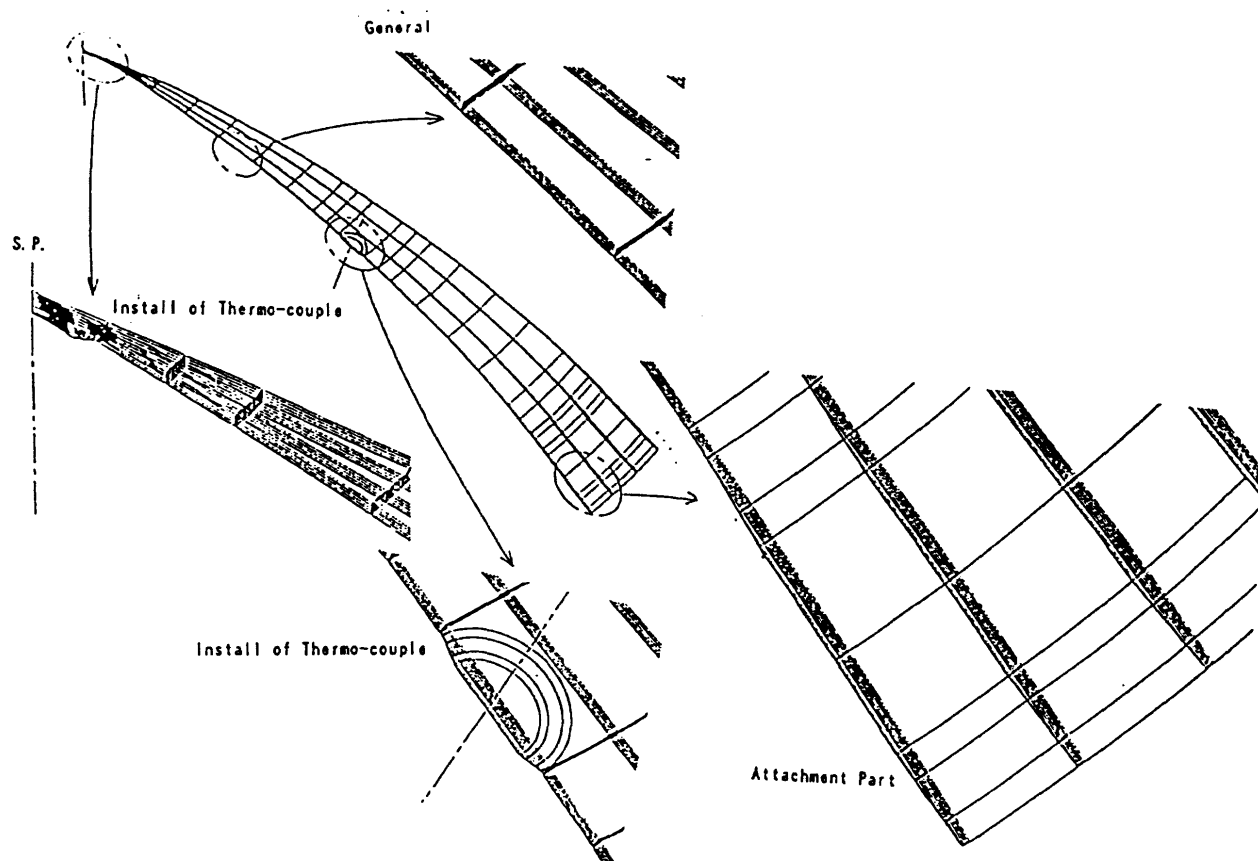 General
S. P.
Install of Thermo-couple
Install of Thermo-couple
Attachment Part